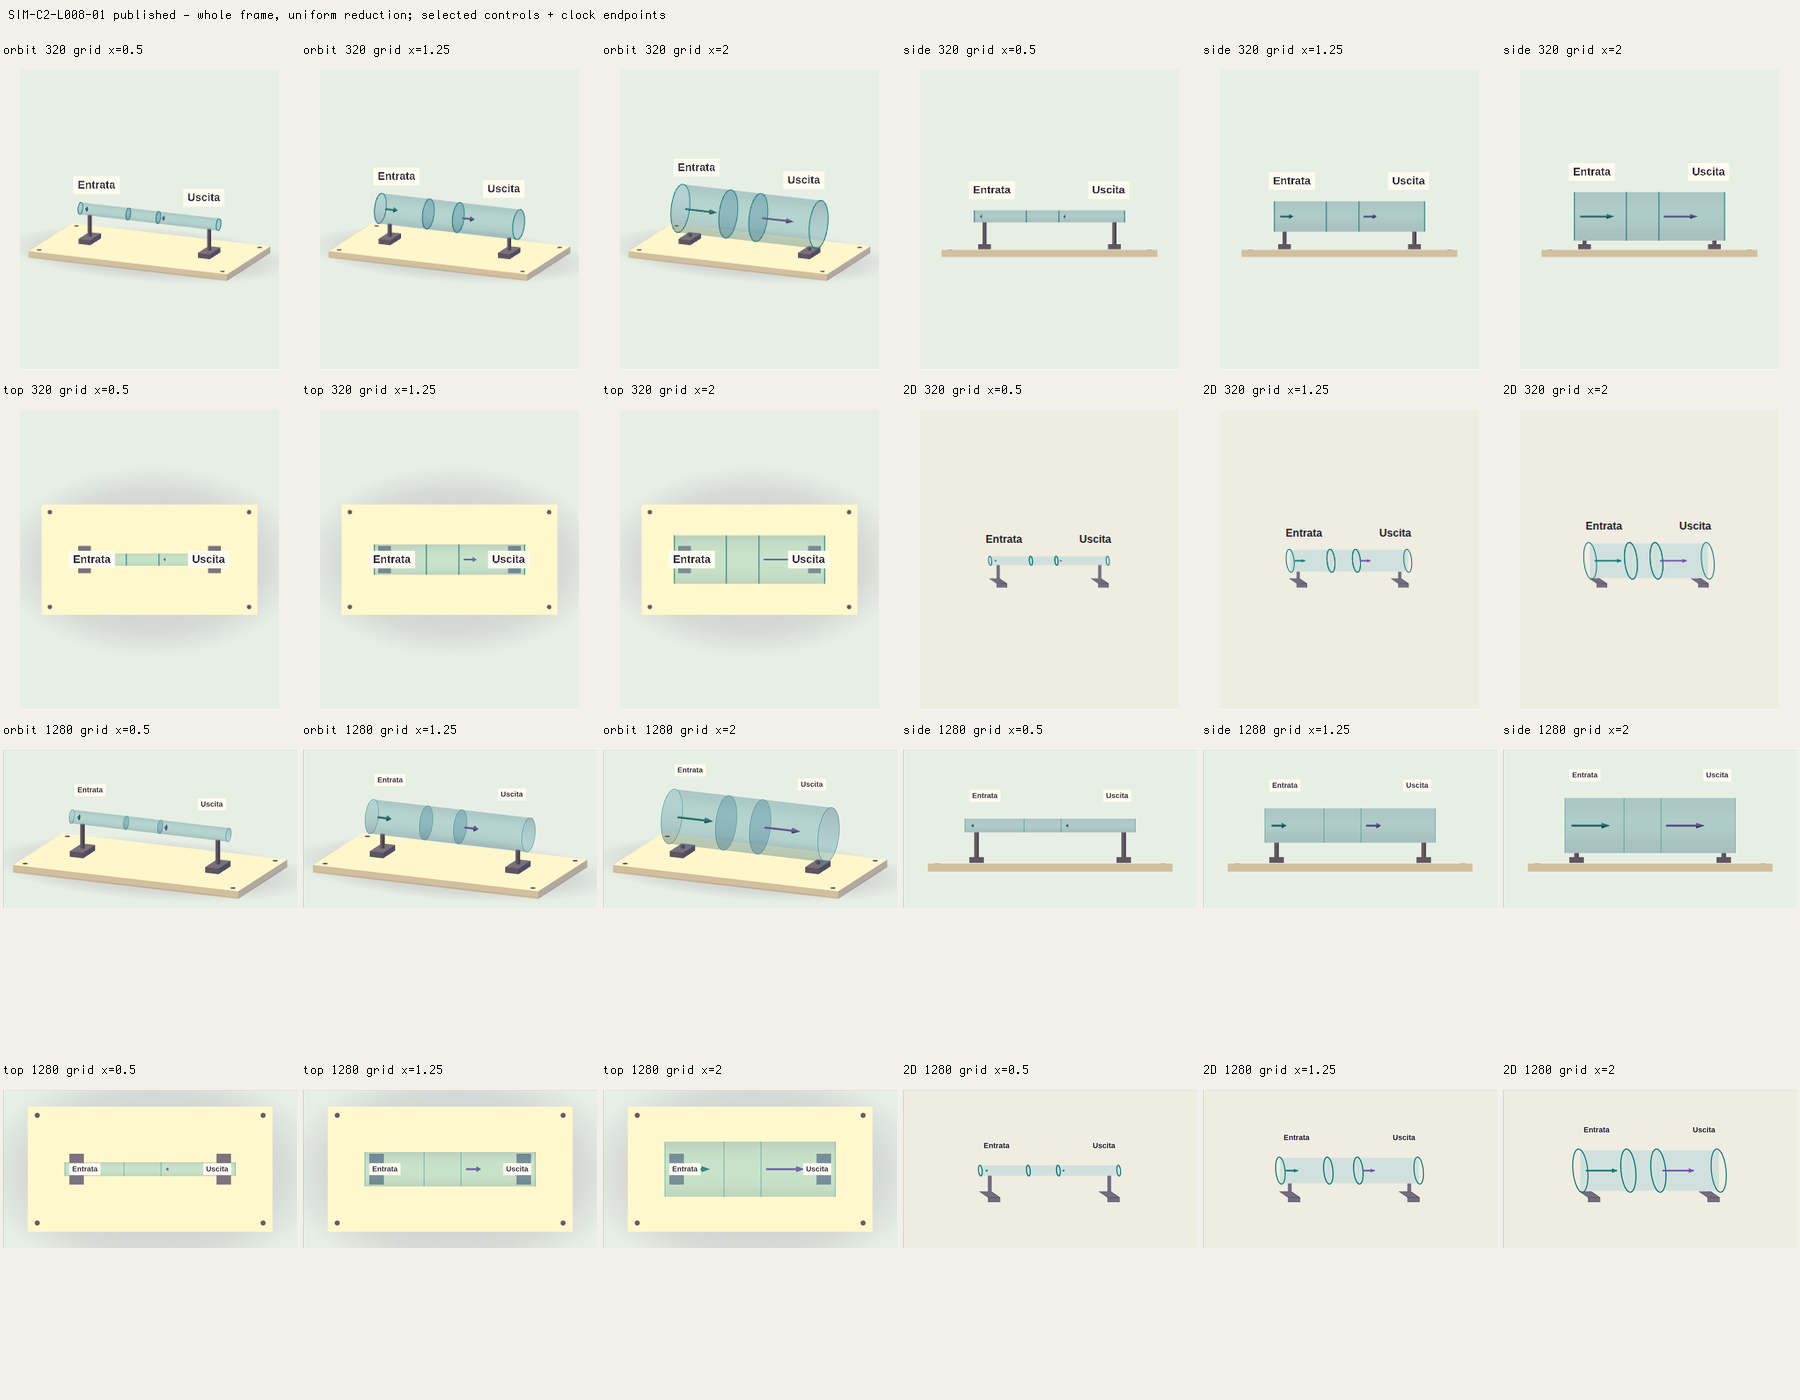 SIM-C2-L008-01 published — whole frame, uniform reduction; selected controls + clock endpoints
orbit 320 grid x=0.5
orbit 320 grid x=1.25
orbit 320 grid x=2
side 320 grid x=0.5
side 320 grid x=1.25
side 320 grid x=2
Entrata
Uscita
Entrata
Uscita
Entrata
Uscita
Entrata
Uscita
Entrata
Uscita
Entrata
Uscita
top 320 grid x=0.5
top 320 grid x=1.25
top 320 grid x=2
2D 320 grid x=0.5
2D 320 grid x=1.25
2D 320 grid x=2
Entrata
Uscita
Entrata
Uscita
Entrata
Uscita
Entrata
Uscita
Entrata
Uscita
Entrata
Uscita
orbit 1280 grid x=0.5
orbit 1280 grid x=1.25
orbit 1280 grid x=2
side 1280 grid x=0.5
side 1280 grid x=1.25
side 1280 grid x=2
Entrata
Uscita
Entrata
Uscita
Entrata
Uscita
Entrata
Uscita
Entrata
Uscita
Entrata
Uscita
top 1280 grid x=0.5
top 1280 grid x=1.25
top 1280 grid x=2
2D 1280 grid x=0.5
2D 1280 grid x=1.25
2D 1280 grid x=2
Entrata
Uscita
Entrata
Uscita
Entrata
Uscita
Entrata
Uscita
Entrata
Uscita
Entrata
Uscita